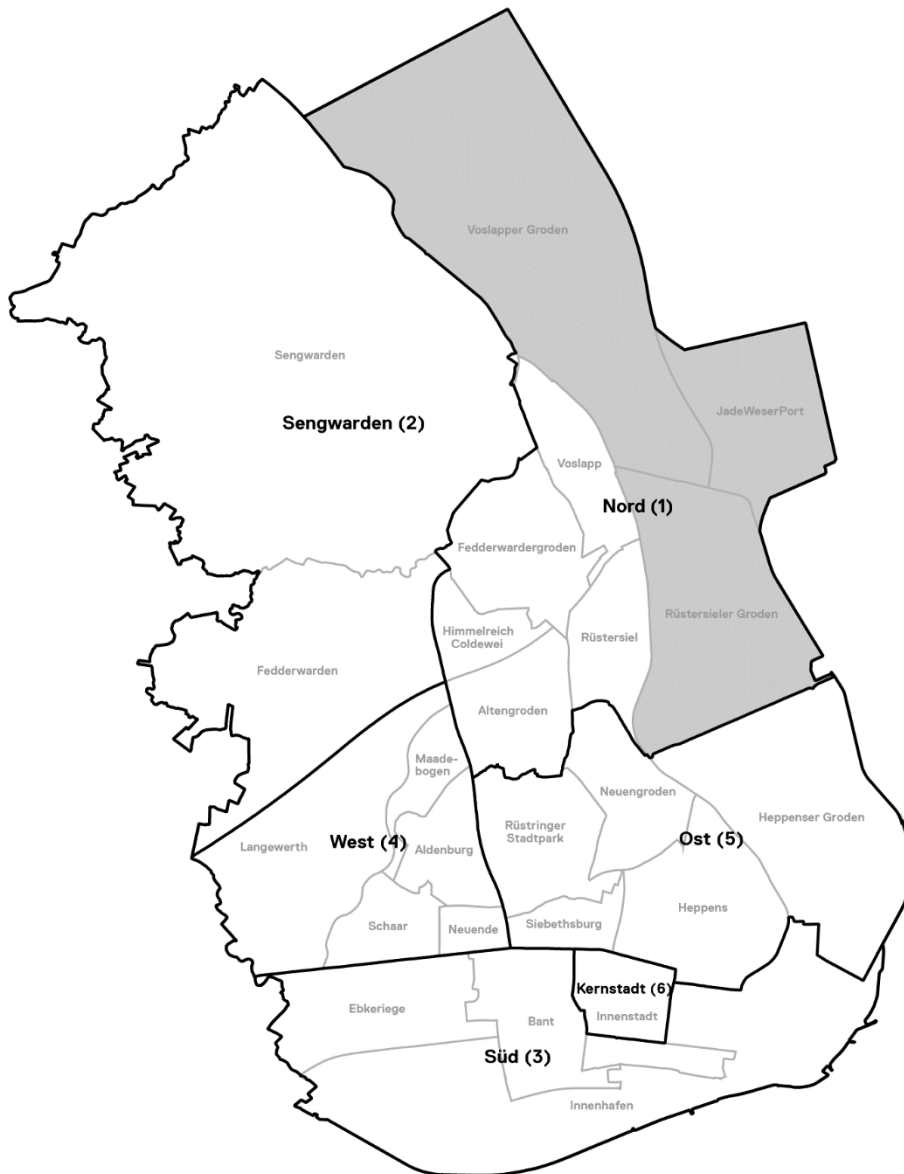 Voslapper Groden
JadeWeserPort
Sengwarden
Sengwarden (2)
Voslapp
Nord (1)
Fedderwardergroden
Rüstersieler Groden
Himmelreich
Coldewei
Rüstersiel
Fedderwarden
Altengroden
Maade-
bogen
Neuengroden
Heppenser Groden
Rüstringer
Stadtpark
Langewerth
West (4)
Aldenburg
Ost (5)
Heppens
Schaar
Neuende
Siebethsburg
Kernstadt (6)
Innenstadt
Ebkeriege
Bant
Süd (3)
Innenhafen